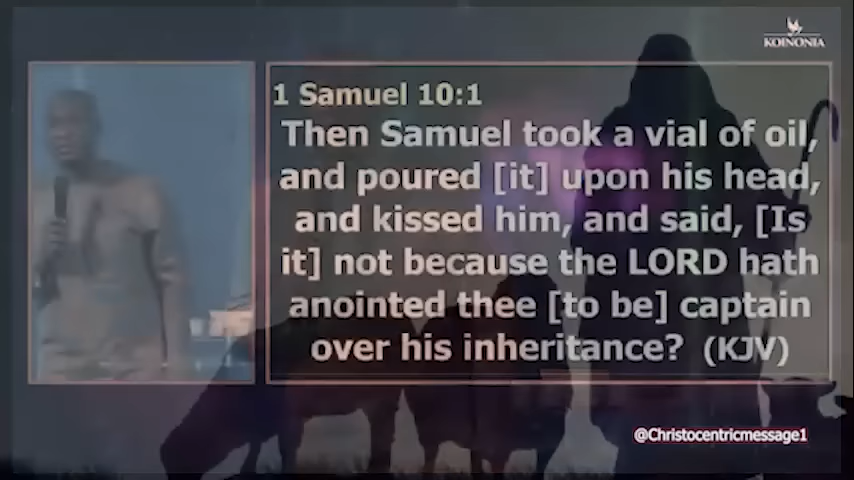 KOINONIA
1 Samuel 10:1
Then Samuel took a vial of oil,
and poured [it] upon his head,
and kissed him, and said, [Is
it] not because the LORD hath
anointed thee [to be] captain
over his inheritance? (KJV)
@Christocentricmessage1